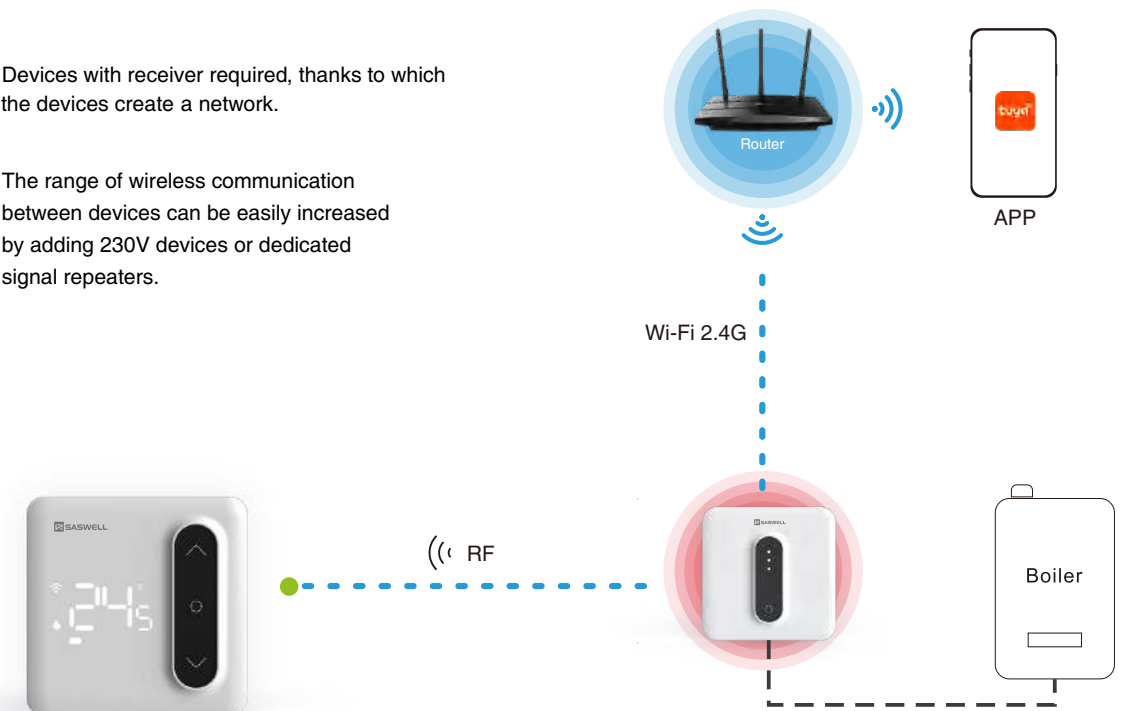 Devices with receiver required, thanks to which
the devices create a network.
The range of wireless communication
between devices can be easily increased
by adding 230V devices or dedicated
signal repeaters.
Router
tuya
APP
Wi-Fi 2.4G
SASWELL
24.5
RF
SASWELL
Boiler